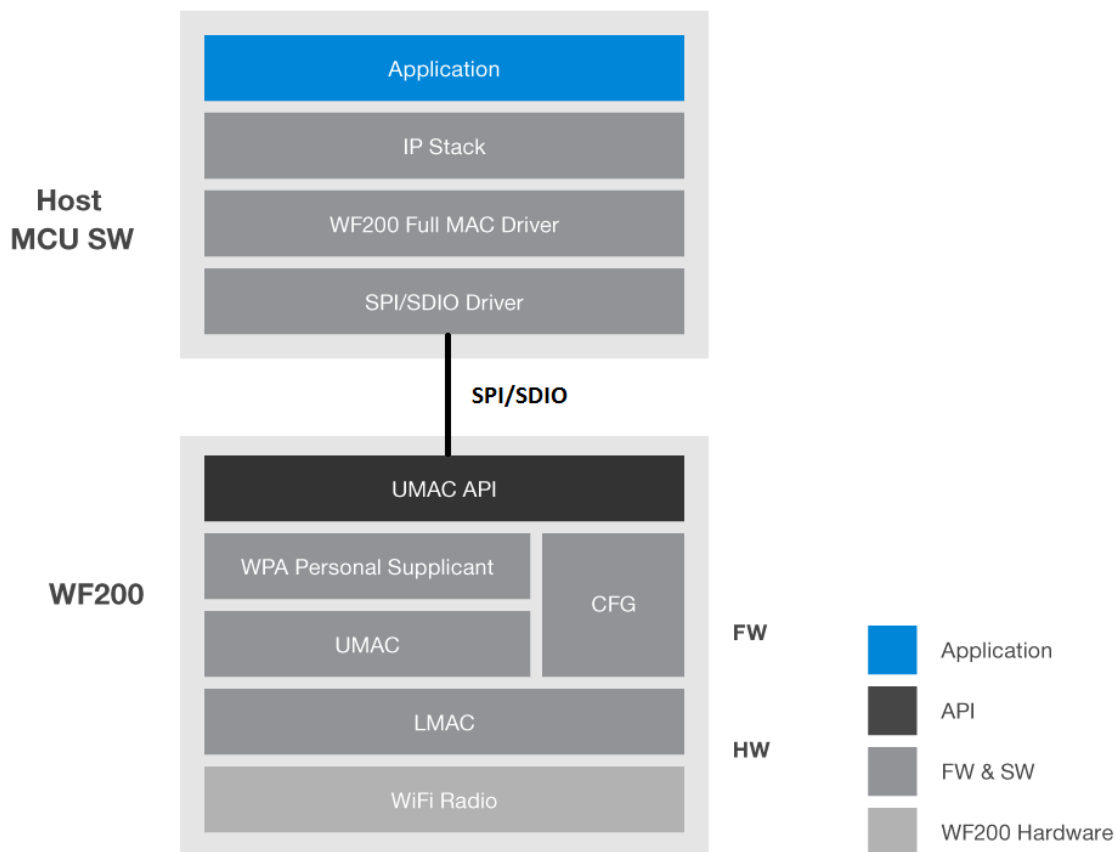 Application
IP Stack
Host
MCU SW
WF200 Full MAC Driver
SPI/SDIO Driver
SPI/SDIO
UMAC API
WPA Personal Supplicant
CFG
WF200
UMAC
FW
LMAC
HW
WiFi Radio
Application
API
FW & SW
WF200 Hardware